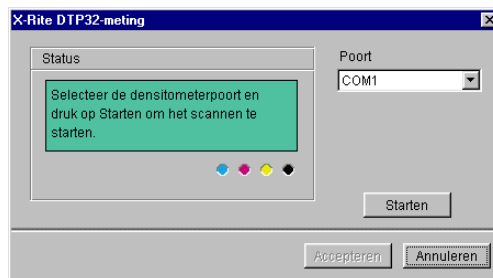 X-Rite DTP32-meting
Status
Selecteer de densitometerpoort en
druk op Starten om het scannen te
starten.
Poort
COM1
Starten
Accepteren
Annuleren